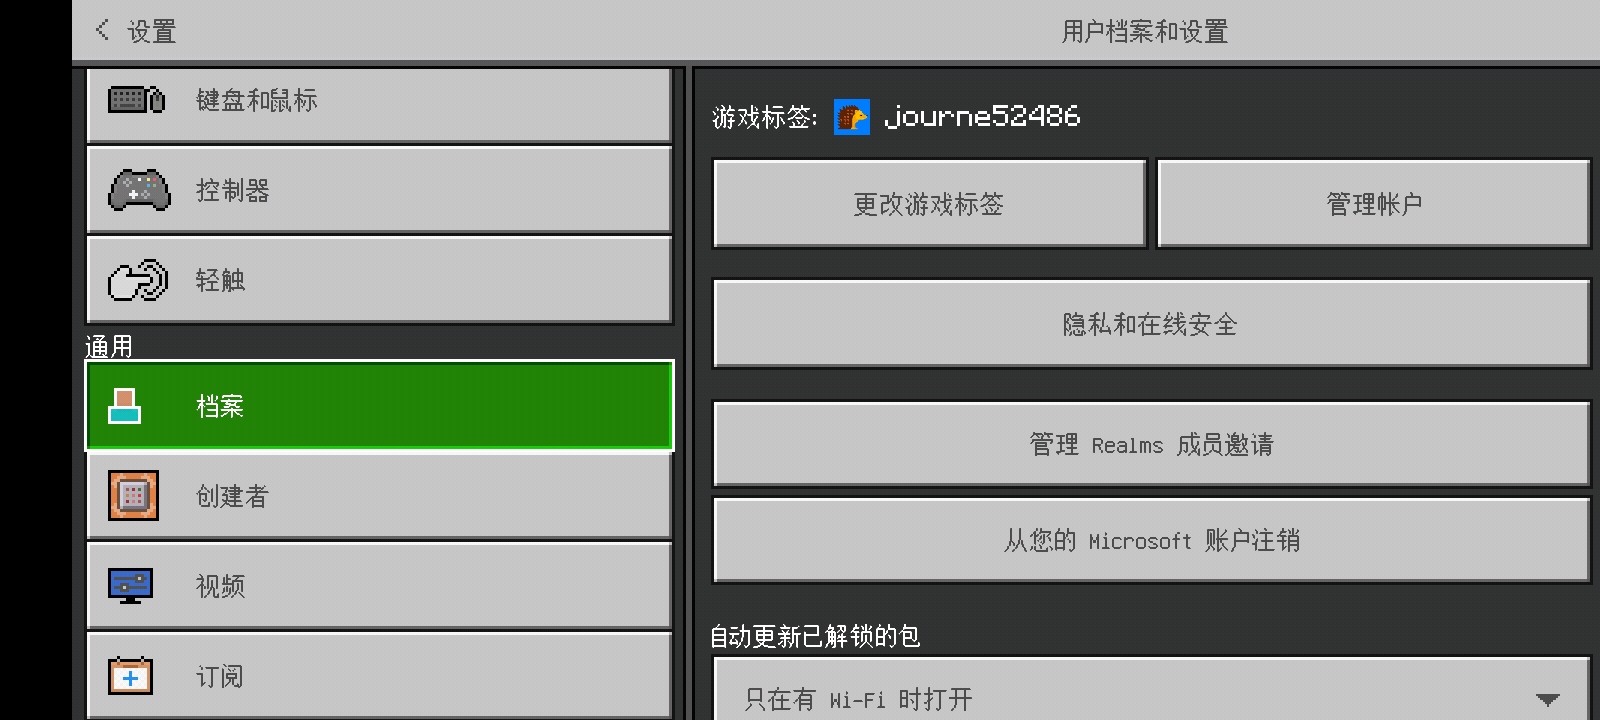 设置
用户档案和设置
键盘和鼠标
控制器
轻触
通用
档案
创建者
视频
订阅
游戏标签: journe52486
更改游戏标签
管理帐户
隐私和在线安全
管理 Realms 成员邀请
从您的 Microsoft 账户注销
自动更新已解锁的包
只在有 Wi-Fi 时打开